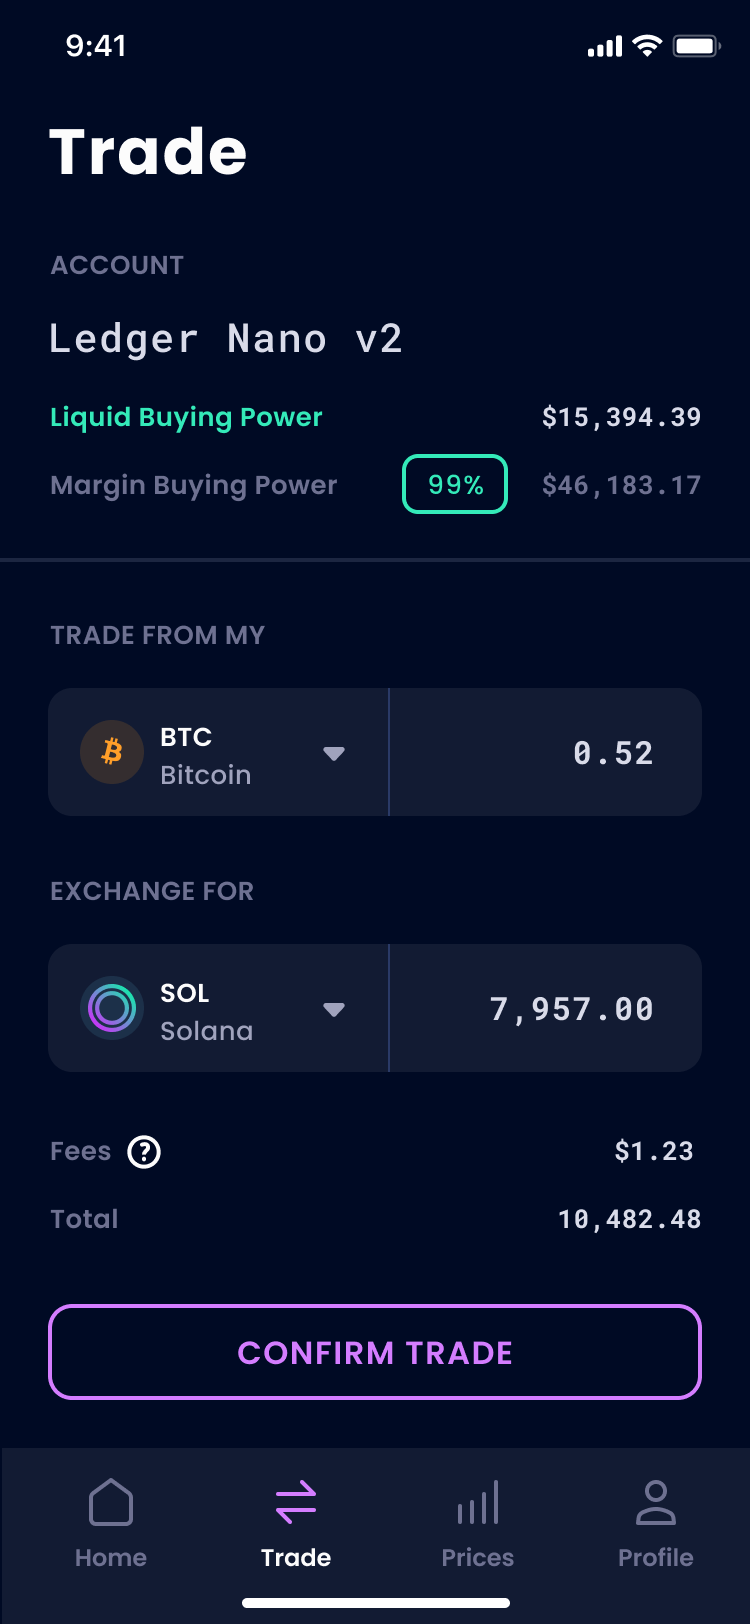 9:41
Trade
ACCOUNT
Ledger Nano v2
Liquid Buying Power $15,394.39
Margin Buying Power 99% $46,183.17
TRADE FROM MY
BTC
Bitcoin
0.52
EXCHANGE FOR
SOL
Solana
7,957.00
Fees ? $1.23
Total 10,482.48
CONFIRM TRADE
Home Trade Prices Profile